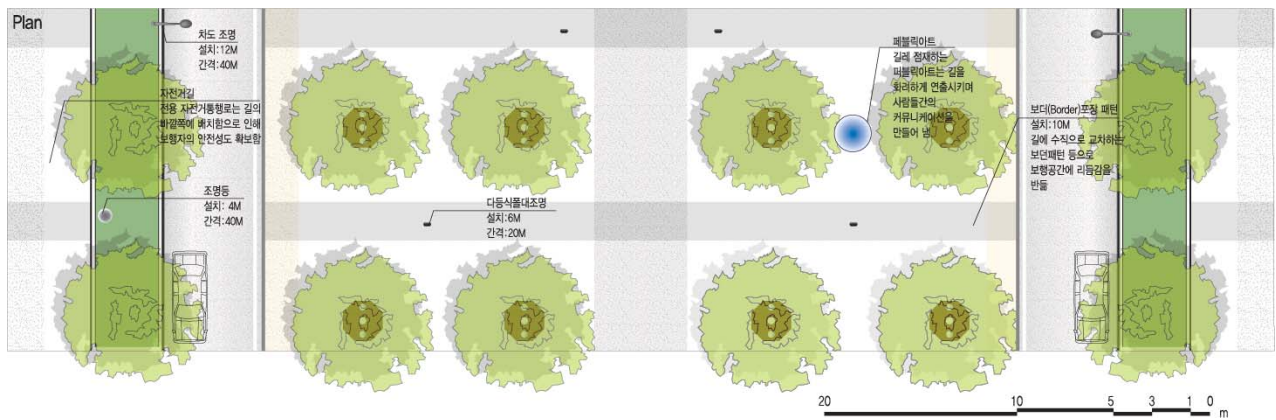 Plan
차도 조명
설치:12M
간격:40M
자전거길
전용 자전거통행로는 길의
바깥쪽에 배치함으로 인해
보행자의 안전성도 확보함
조명등
설치: 4M
간격:40M
다등식폴대조명
설치:6M
간격:20M
페블릭아트
길레 점재하는
퍼블릭아트는 길을
화려하게 연출시키며
사람들간의
커뮤니케이션을
만들어 냄
보더(Border)포장 패턴
설치:10M
길에 수직으로 교차하는
보던패턴 등으로
보행공간에 리듬감을
반듦
20 10 5 3 1 0
m